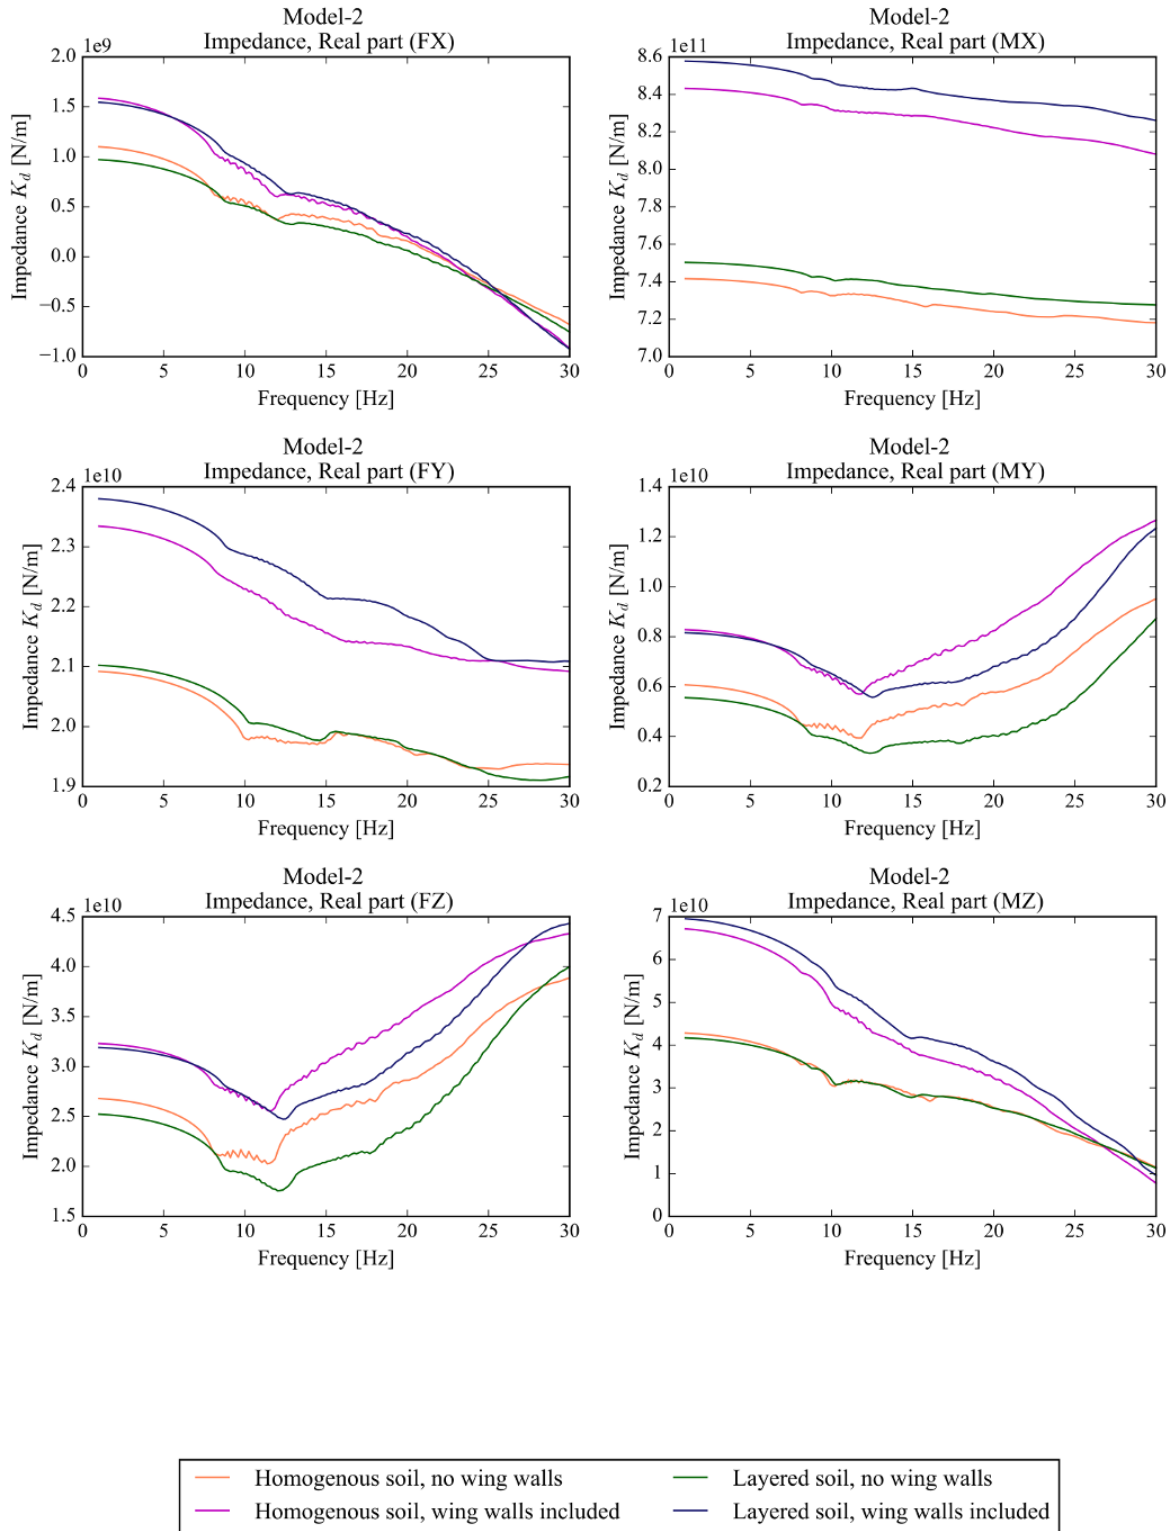 Model-2
Impedance, Real part (FX)
1e9
2.0
1.5
1.0
0.5
0.0
−0.5
−1.0
Impedance K_d [N/m]
0 5 10 15 20 25 30
Frequency [Hz]
Model-2
Impedance, Real part (MX)
1e11
8.6
8.4
8.2
8.0
7.8
7.6
7.4
7.2
7.0
Impedance K_d [N/m]
0 5 10 15 20 25 30
Frequency [Hz]
Model-2
Impedance, Real part (FY)
1e10
2.4
2.3
2.2
2.1
2.0
1.9
Impedance K_d [N/m]
0 5 10 15 20 25 30
Frequency [Hz]
Model-2
Impedance, Real part (MY)
1e10
1.4
1.2
1.0
0.8
0.6
0.4
0.2
Impedance K_d [N/m]
0 5 10 15 20 25 30
Frequency [Hz]
Model-2
Impedance, Real part (FZ)
1e10
4.5
4.0
3.5
3.0
2.5
2.0
1.5
Impedance K_d [N/m]
0 5 10 15 20 25 30
Frequency [Hz]
Model-2
Impedance, Real part (MZ)
1e10
7
6
5
4
3
2
1
0
Impedance K_d [N/m]
0 5 10 15 20 25 30
Frequency [Hz]
Homogenous soil, no wing walls
Homogenous soil, wing walls included
Layered soil, no wing walls
Layered soil, wing walls included